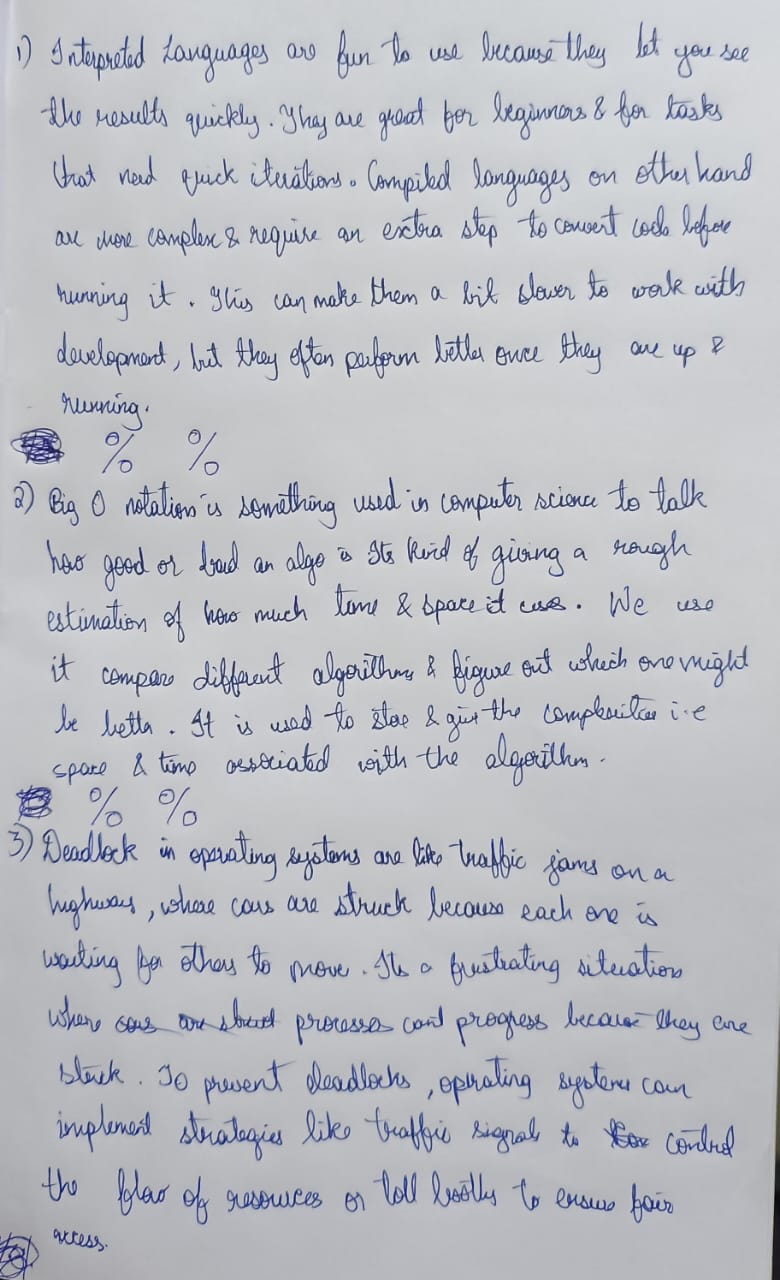 1) Interpreted Languages are fun to use because they let you see
the results quickly. They are great for beginners & for tasks
that need quick iterations. Compiled languages on other hand
are more complex & require an extra step to convert code before
running it. This can make them a bit slower to work with
development, but they often perform better once they are up &
running.
% %
2) Big O notation is something used in computer science to talk
how good or bad an algo is Its kind of giving a rough
estimation of how much time & space it uses. We use
it compare different algorithms & figure out which one might
be better. It is used to & give the complexities i.e
space & time associated with the algorithm.
% %
3) Deadlock in operating systems are like traffic jams on a
highway, where cars are struck because each one is
waiting for others to move. Its a frustrating situation
where cars are struct processes cant progress because they are
stuck. To prevent deadlocks, operating systems can
implement strategies like traffic signals to control
the flow of resources or toll booths to ensure fair
access.